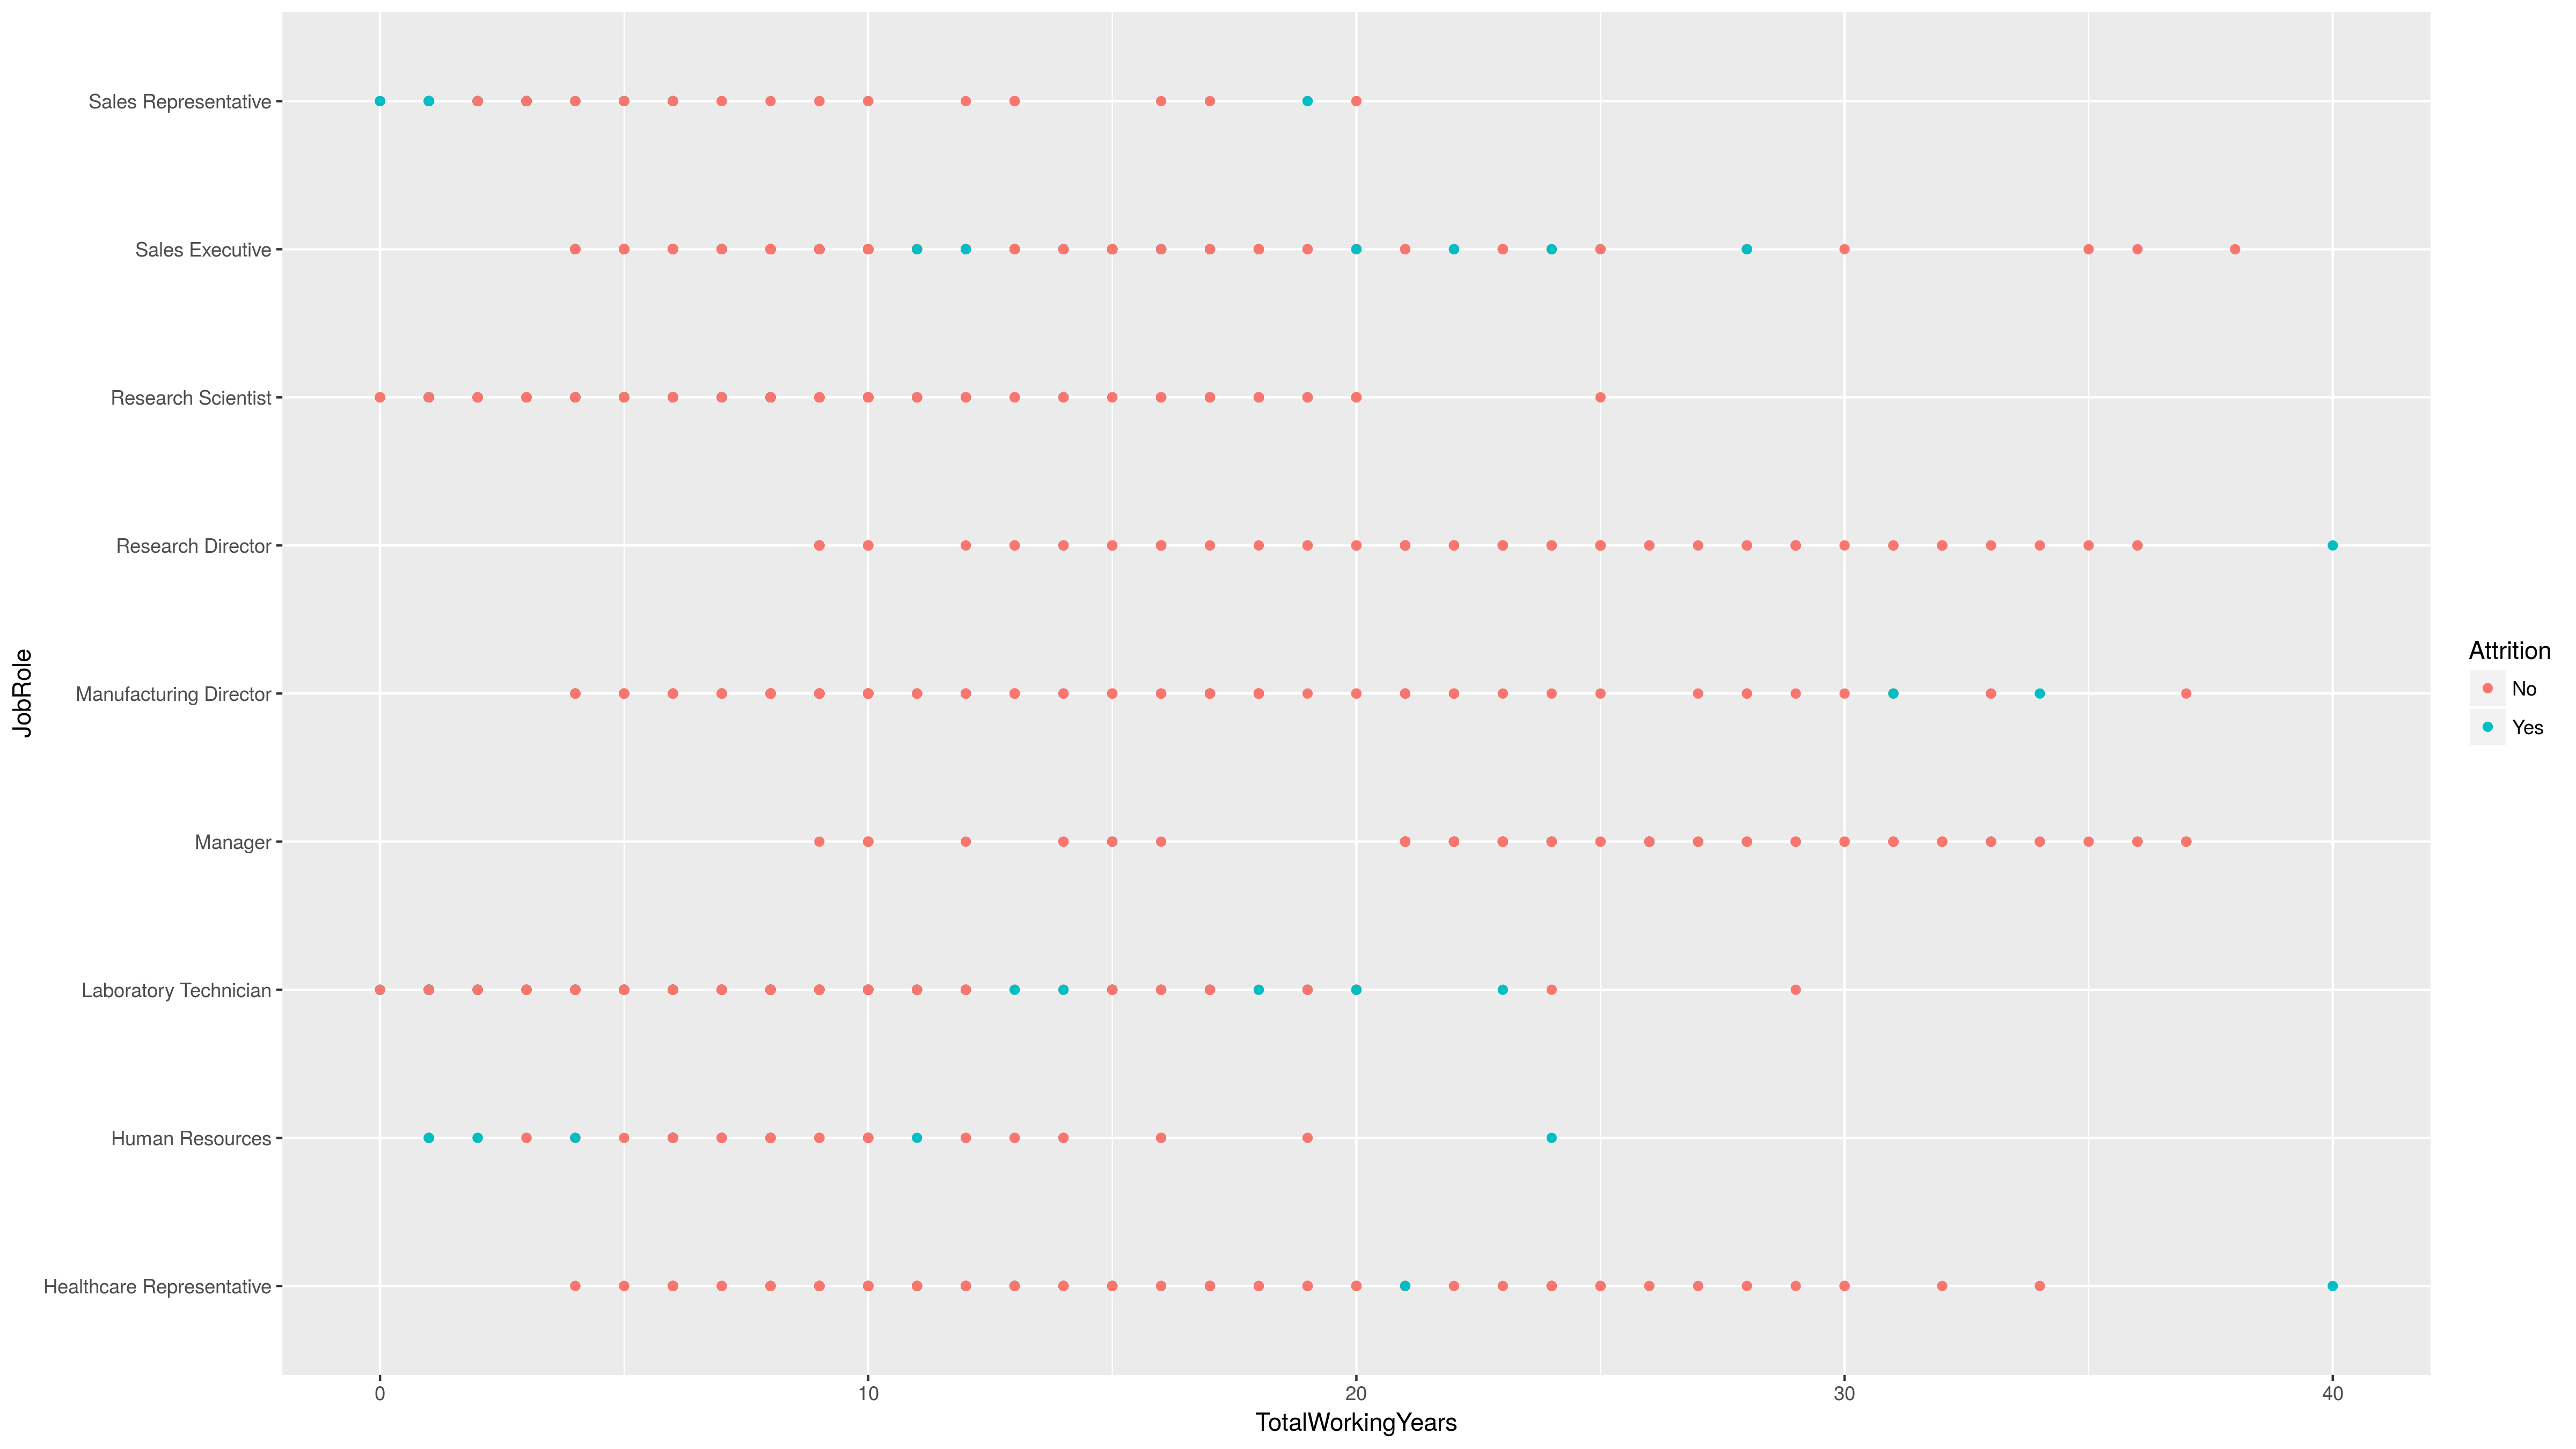 Sales Representative
Sales Executive
Research Scientist
Research Director
Manufacturing Director
Manager
Laboratory Technician
Human Resources
Healthcare Representative
JobRole
0 10 20 30 40
TotalWorkingYears
Attrition
No
Yes